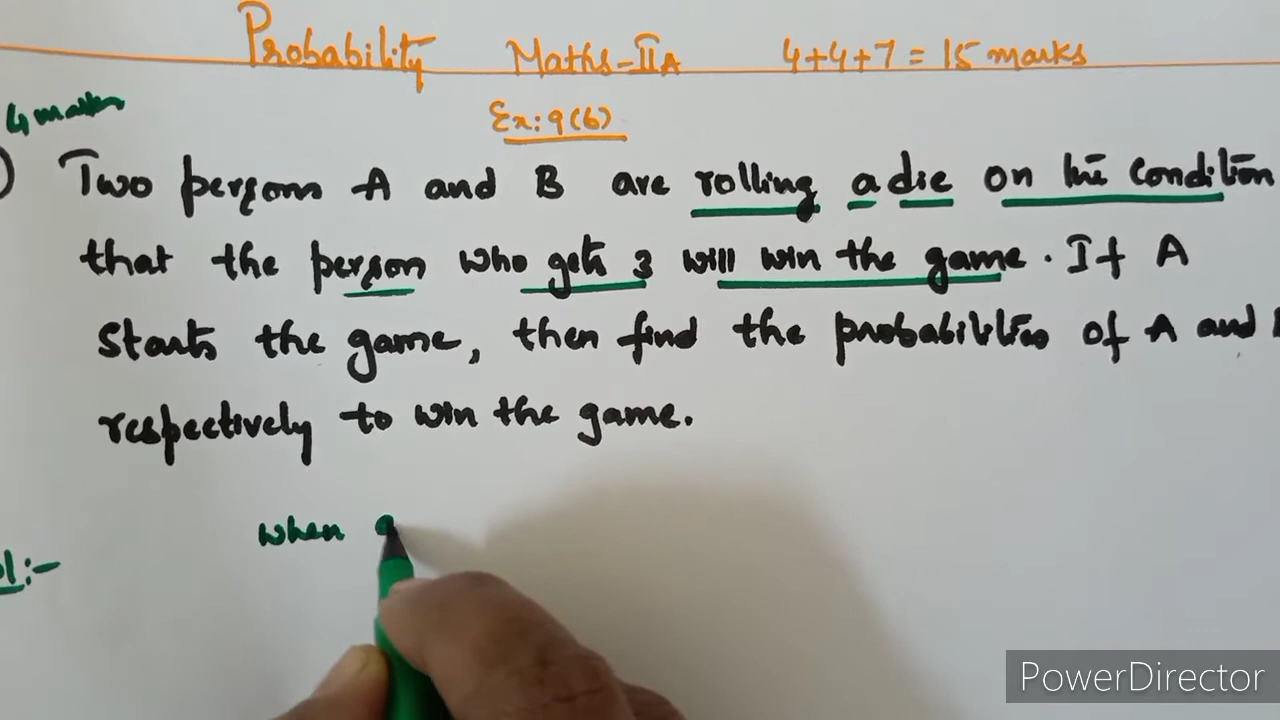 Probability Maths-IIA 4+4+7 = 15 marks
4 marks
Ex: 9(b)
Two persons A and B are rolling a die on the condition
that the person who gets 3 will win the game. If A
starts the game, then find the probabilities of A and
respectively to win the game.
when
PowerDirector